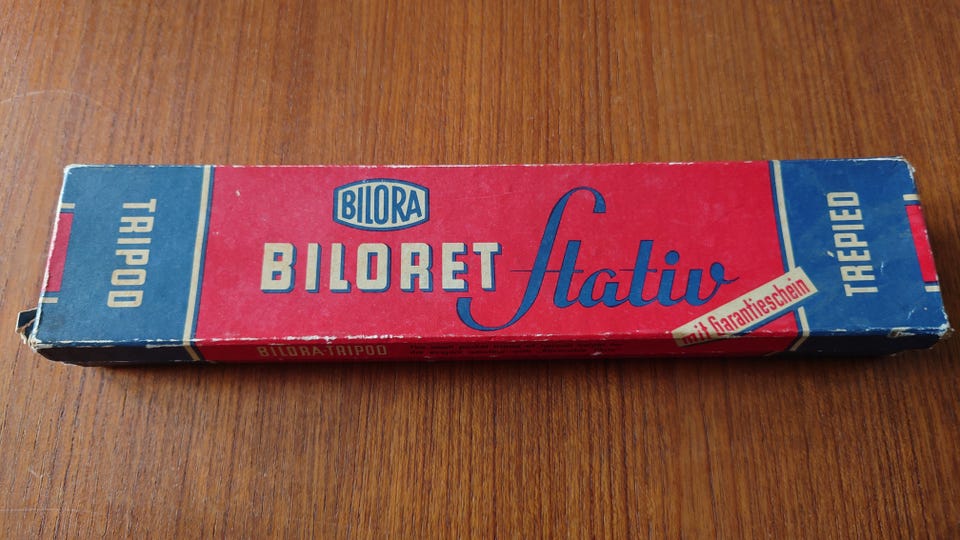 TRIPOD
BILORA
BILORET Stativ
mit Garantieschein
TRÉPIED
BILORA-TRIPOD